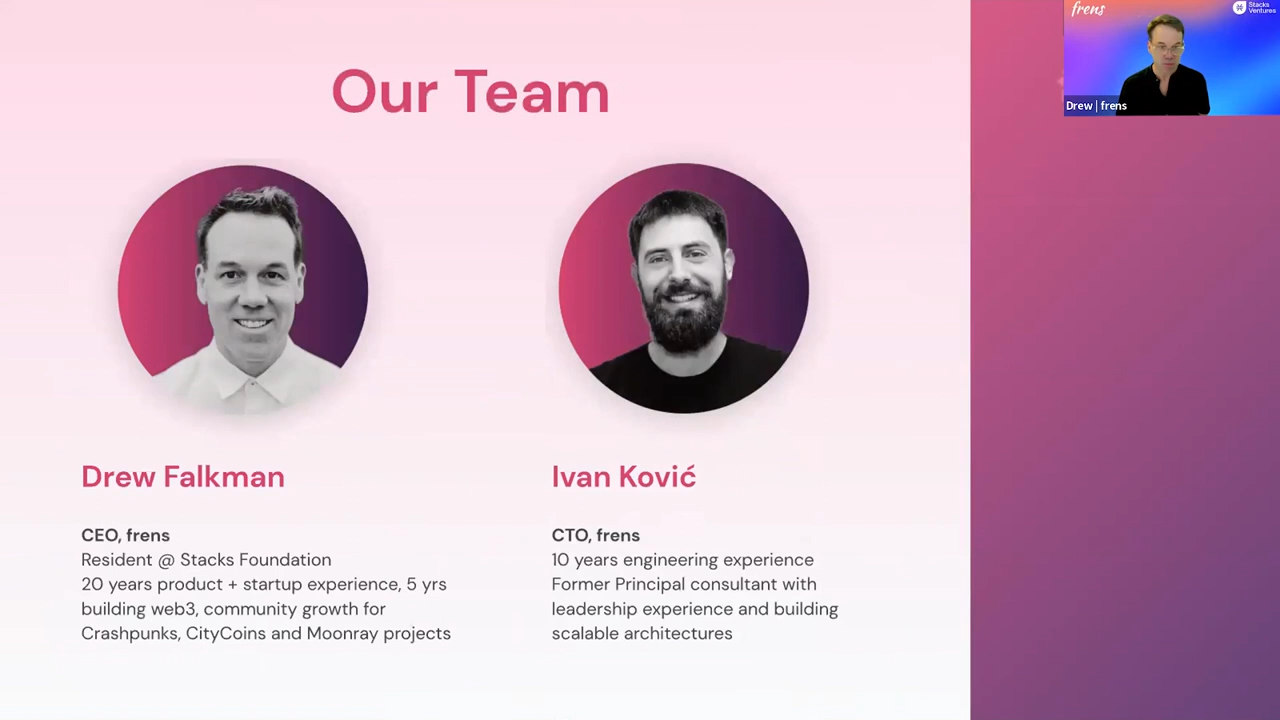 frens
Stacks
Ventures
Drew | frens
Our Team
Drew Falkman
CEO, frens
Resident @ Stacks Foundation
20 years product + startup experience, 5 yrs
building web3, community growth for
Crashpunks, CityCoins and Moonray projects
Ivan Ković
CTO, frens
10 years engineering experience
Former Principal consultant with
leadership experience and building
scalable architectures